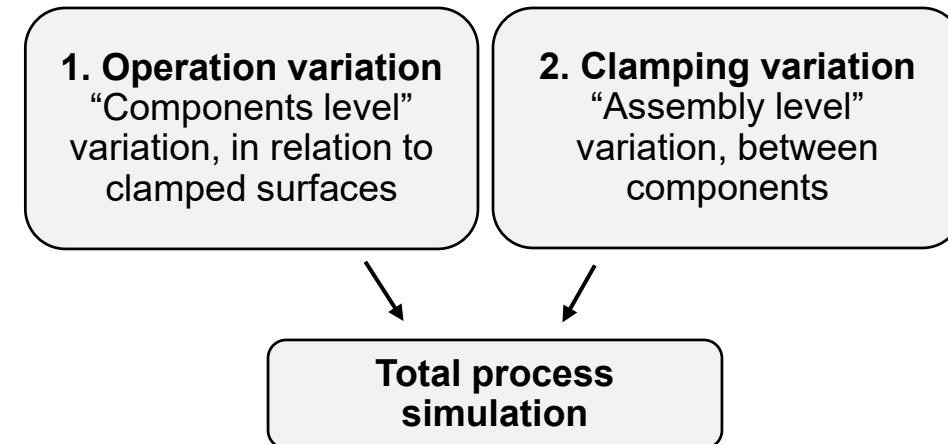 1. Operation variation
“Components level”
variation, in relation to
clamped surfaces
2. Clamping variation
“Assembly level”
variation, between
components
Total process
simulation